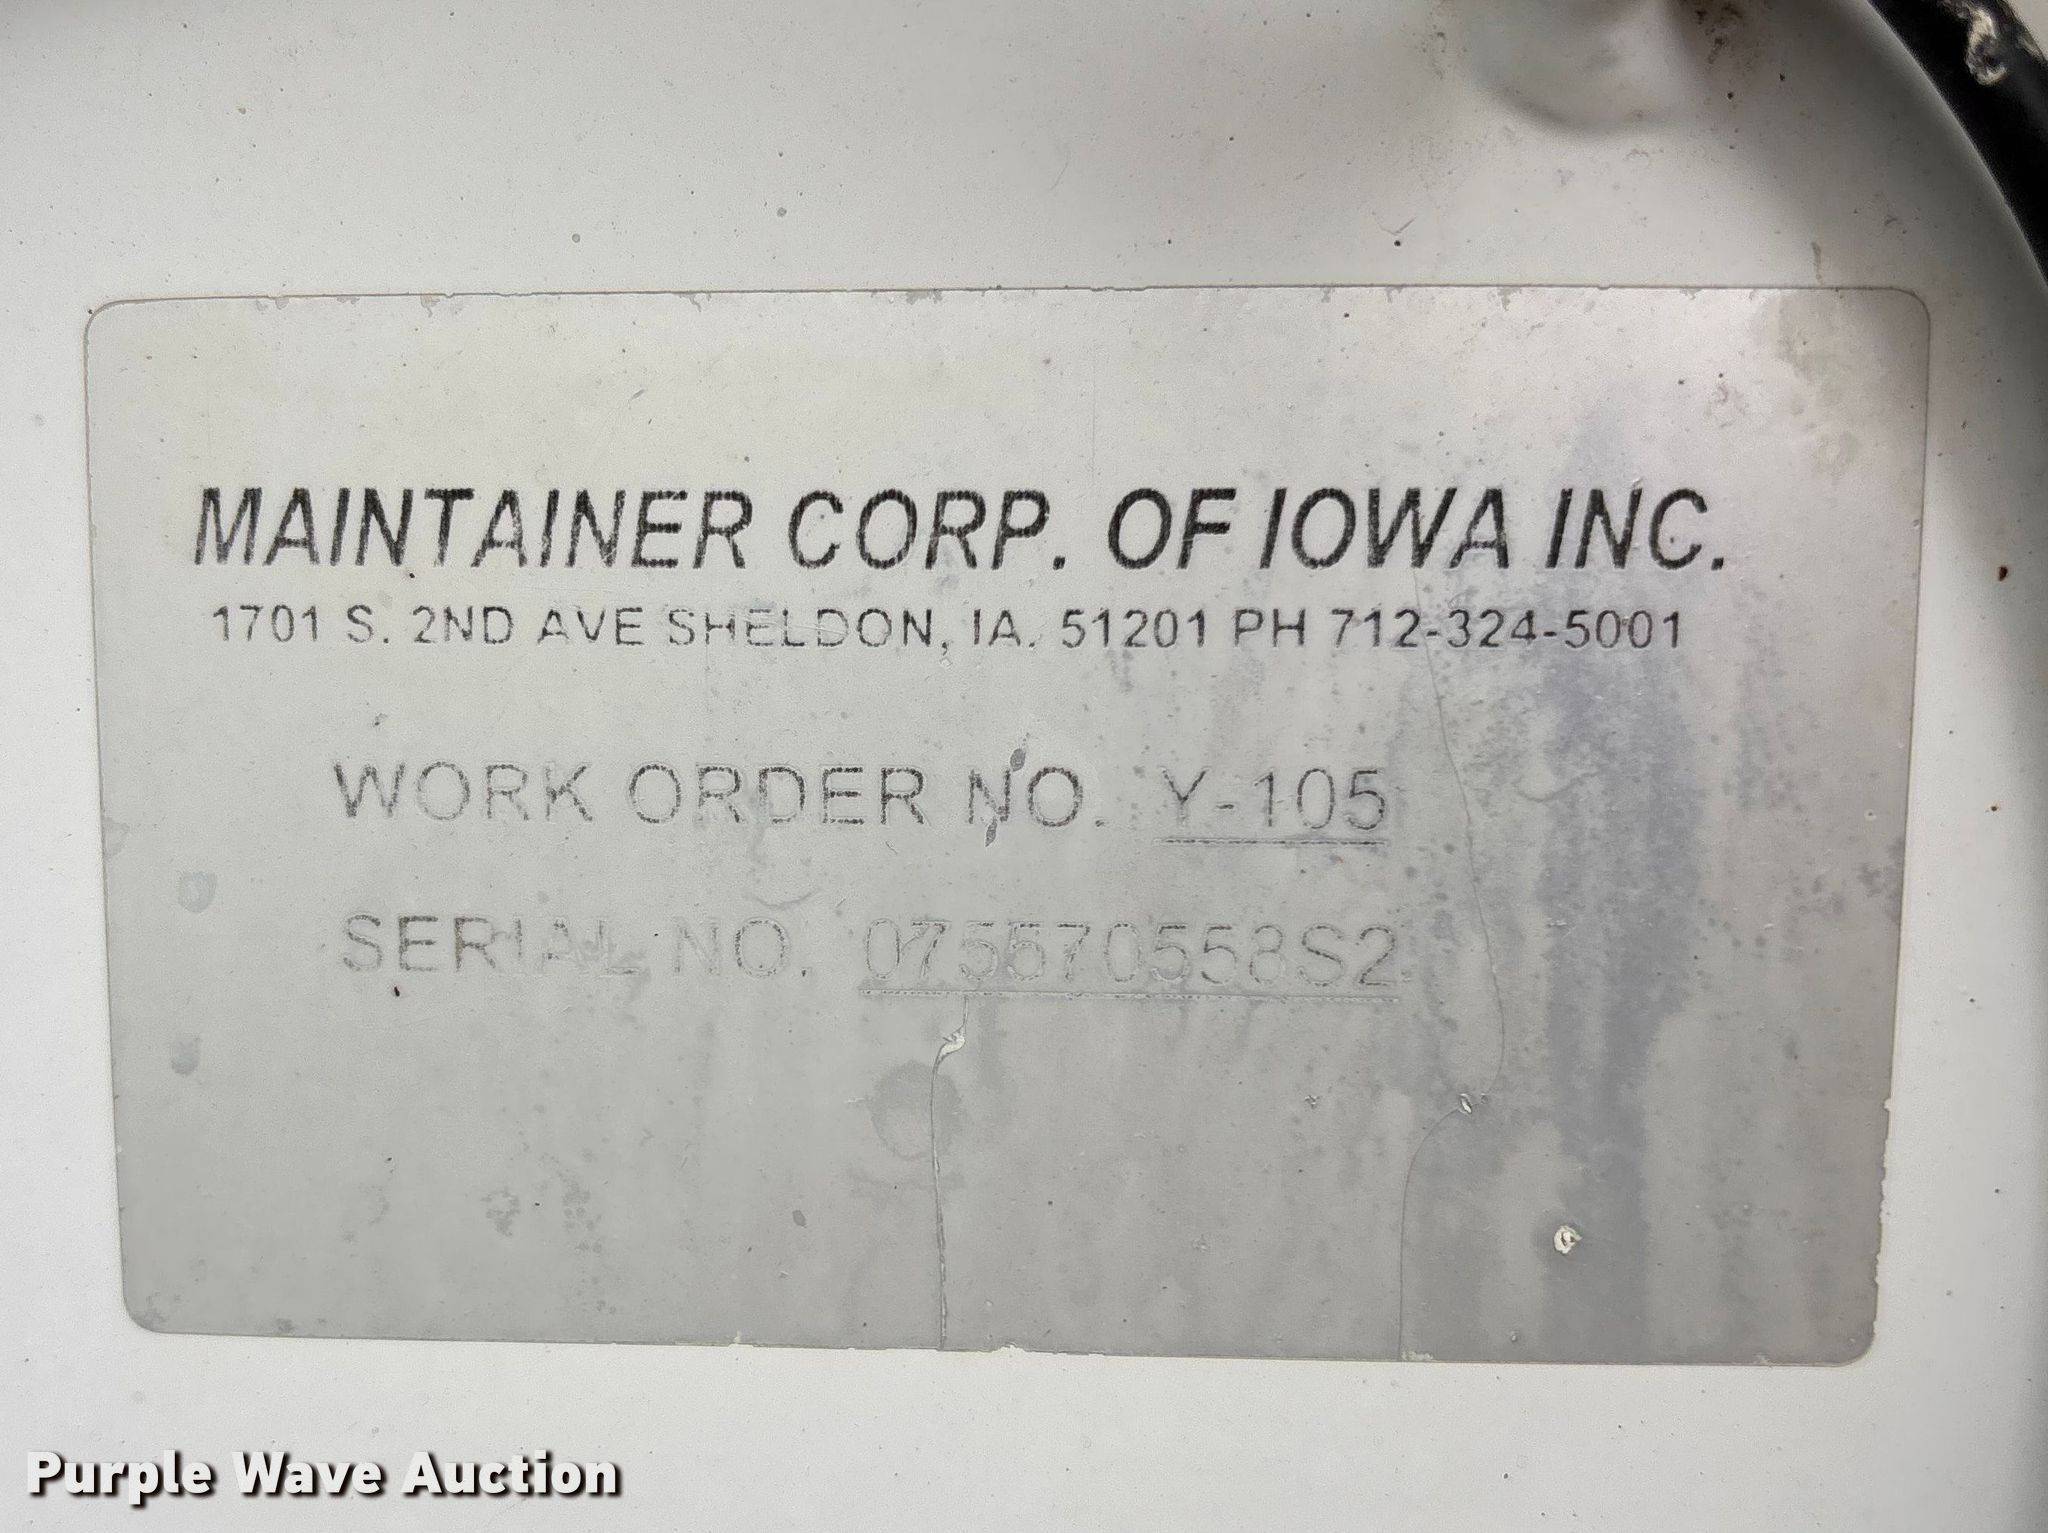 MAINTAINER CORP. OF IOWA INC.
1701 S. 2ND AVE SHELDON, IA. 51201 PH 712-324-5001
WORK ORDER NO. Y-105
SERIAL NO. 075570558S2
Purple Wave Auction